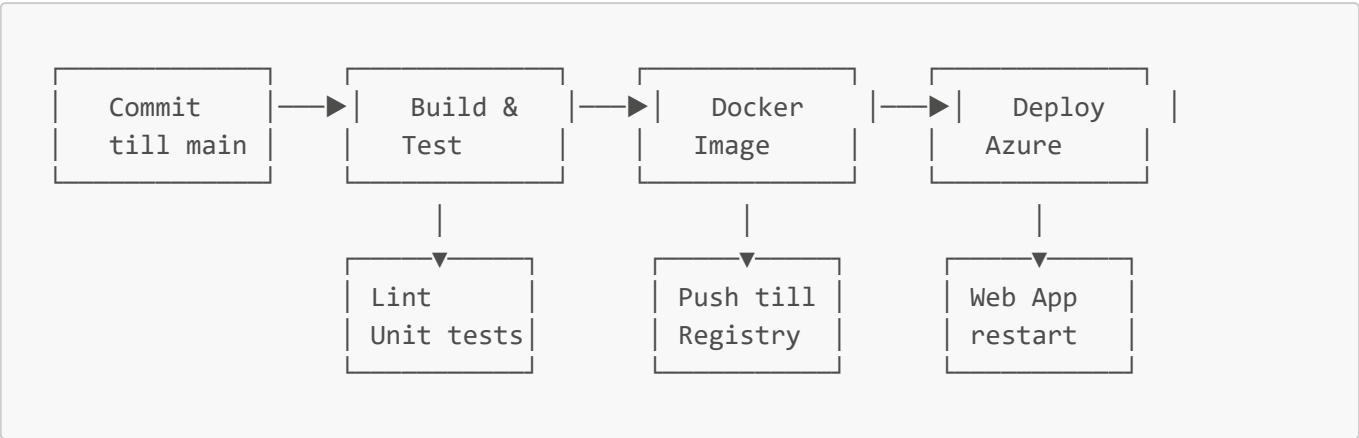 Commit Build & Docker Deploy
till main Test Image Azure
Lint Push till Web App
Unit tests Registry restart